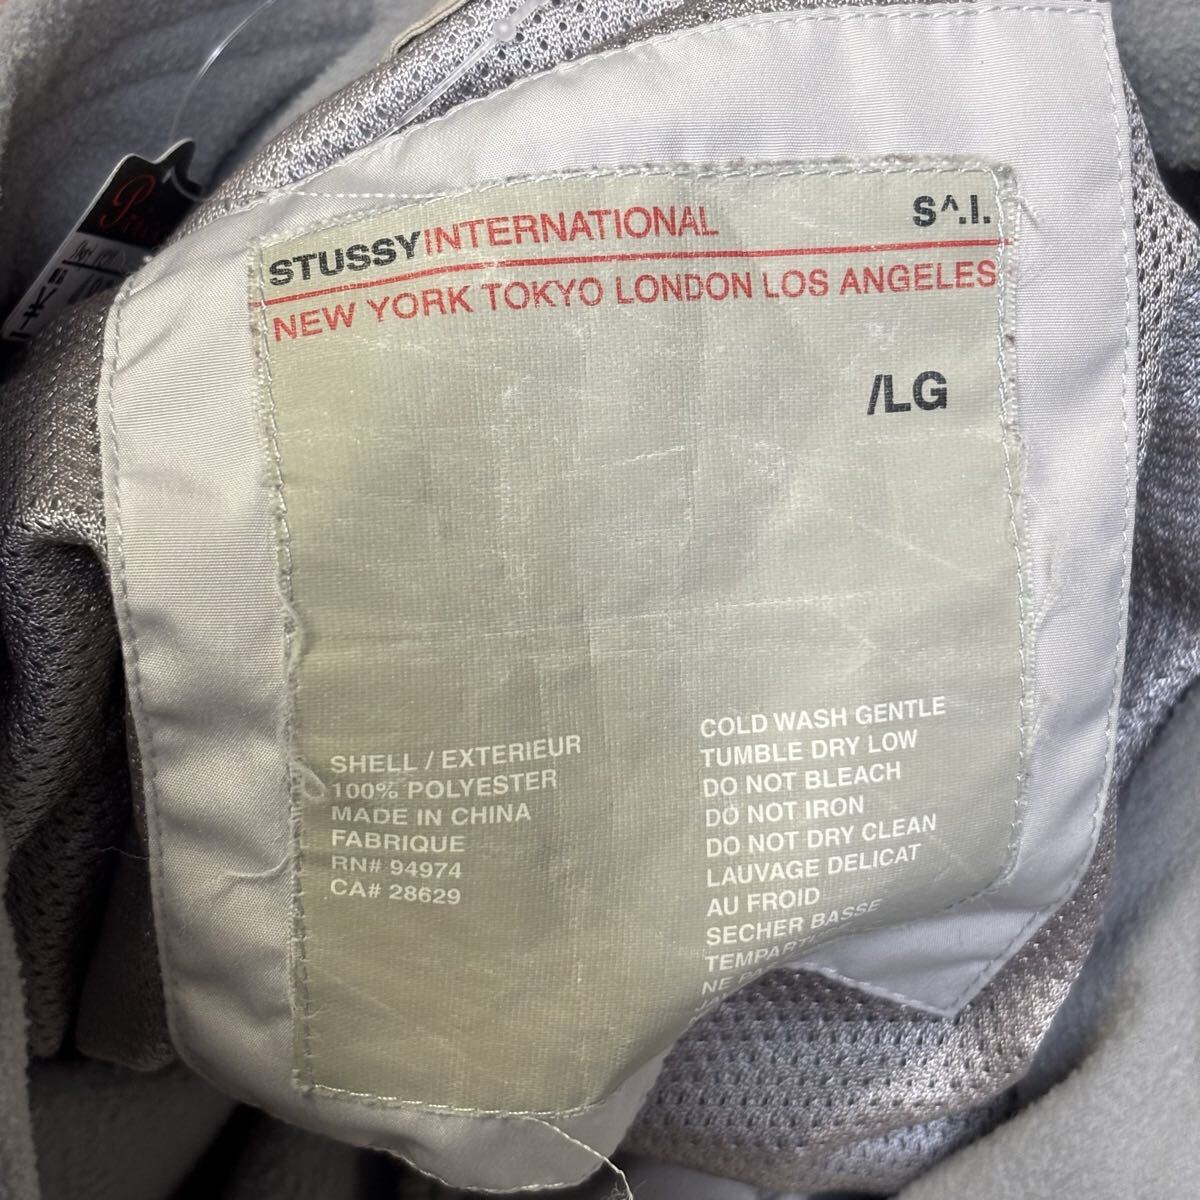 STUSSYINTERNATIONAL S^.I.
NEW YORK TOKYO LONDON LOS ANGELES
/LG
SHELL / EXTERIEUR
100% POLYESTER
MADE IN CHINA
FABRIQUE
RN# 94974
CA# 28629
COLD WASH GENTLE
TUMBLE DRY LOW
DO NOT BLEACH
DO NOT IRON
DO NOT DRY CLEAN
LAUVAGE DELICAT
AU FROID
SECHER BASSE
NE